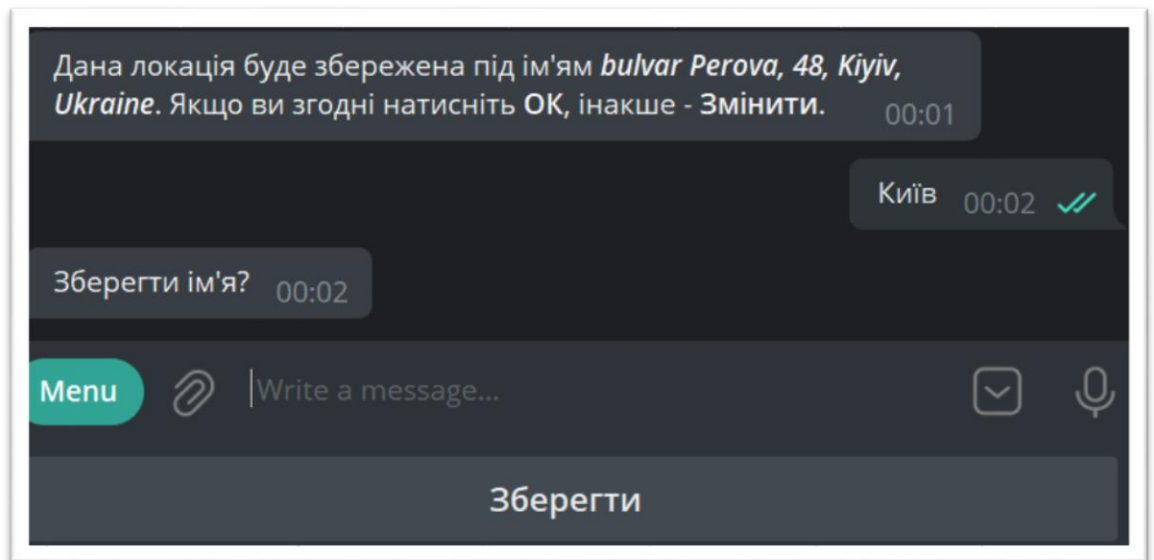 Дана локація буде збережена під ім'ям bulvar Perova, 48, Kiyiv,
Ukraine. Якщо ви згодні натисніть ОК, інакше - Змінити. 00:01
Київ 00:02
Зберегти ім'я? 00:02
Menu Write a message...
Зберегти